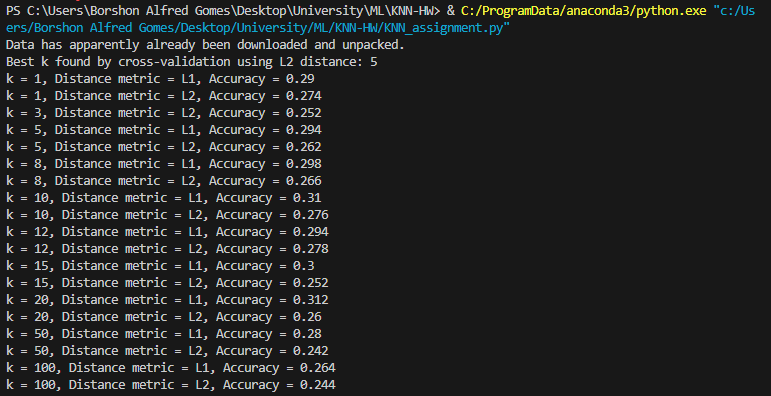 PS C:\Users\Borshon Alfred Gomes\Desktop\University\ML\KNN-HW> & C:/ProgramData/anaconda3/python.exe "c:/Us
ers/Borshon Alfred Gomes/Desktop/University/ML/KNN-HW/KNN_assignment.py"
Data has apparently already been downloaded and unpacked.
Best k found by cross-validation using L2 distance: 5
k = 1, Distance metric = L1, Accuracy = 0.29
k = 1, Distance metric = L2, Accuracy = 0.274
k = 3, Distance metric = L2, Accuracy = 0.252
k = 5, Distance metric = L1, Accuracy = 0.294
k = 5, Distance metric = L2, Accuracy = 0.262
k = 8, Distance metric = L1, Accuracy = 0.298
k = 8, Distance metric = L2, Accuracy = 0.266
k = 10, Distance metric = L1, Accuracy = 0.31
k = 10, Distance metric = L2, Accuracy = 0.276
k = 12, Distance metric = L1, Accuracy = 0.294
k = 12, Distance metric = L2, Accuracy = 0.278
k = 15, Distance metric = L1, Accuracy = 0.3
k = 15, Distance metric = L2, Accuracy = 0.252
k = 20, Distance metric = L1, Accuracy = 0.312
k = 20, Distance metric = L2, Accuracy = 0.26
k = 50, Distance metric = L1, Accuracy = 0.28
k = 50, Distance metric = L2, Accuracy = 0.242
k = 100, Distance metric = L1, Accuracy = 0.264
k = 100, Distance metric = L2, Accuracy = 0.244